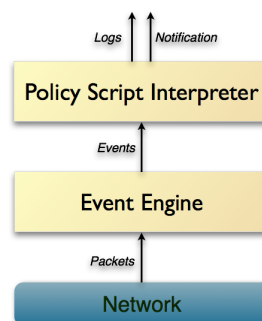 Logs Notification
Policy Script Interpreter
Events
Event Engine
Packets
Network